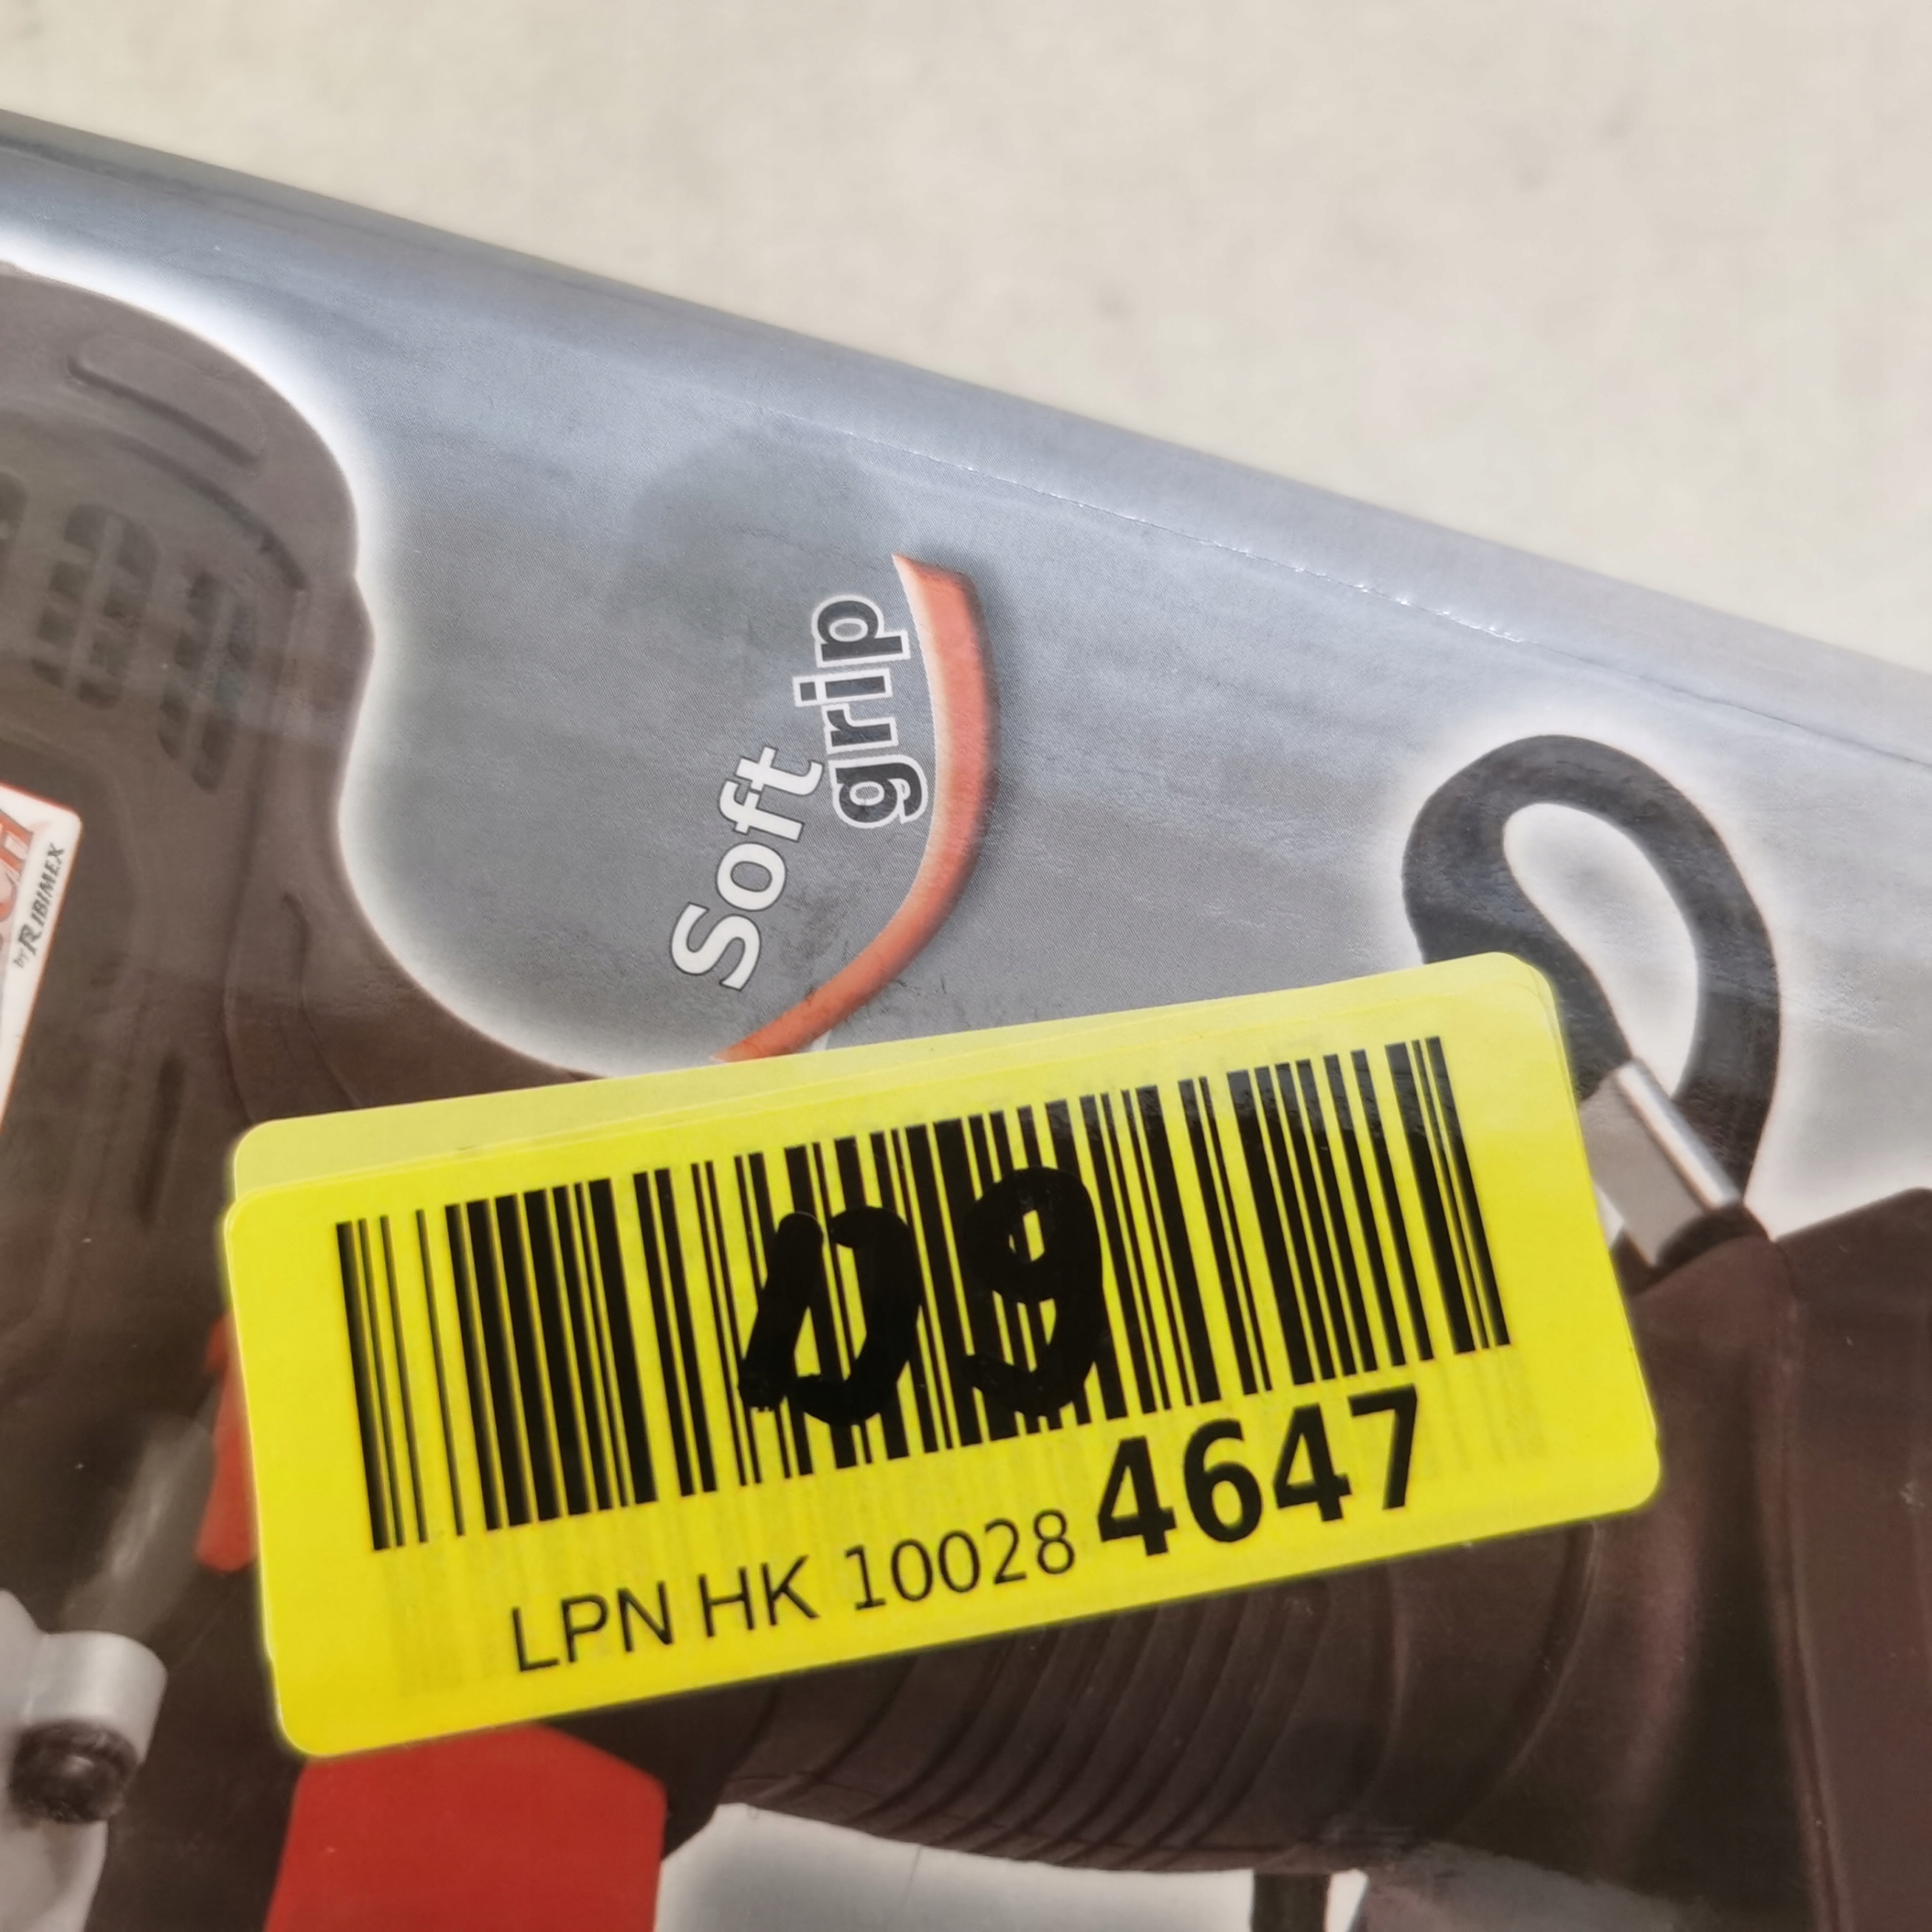 Soft
grip
by RIBIMEX
09
LPN HK 10028 4647